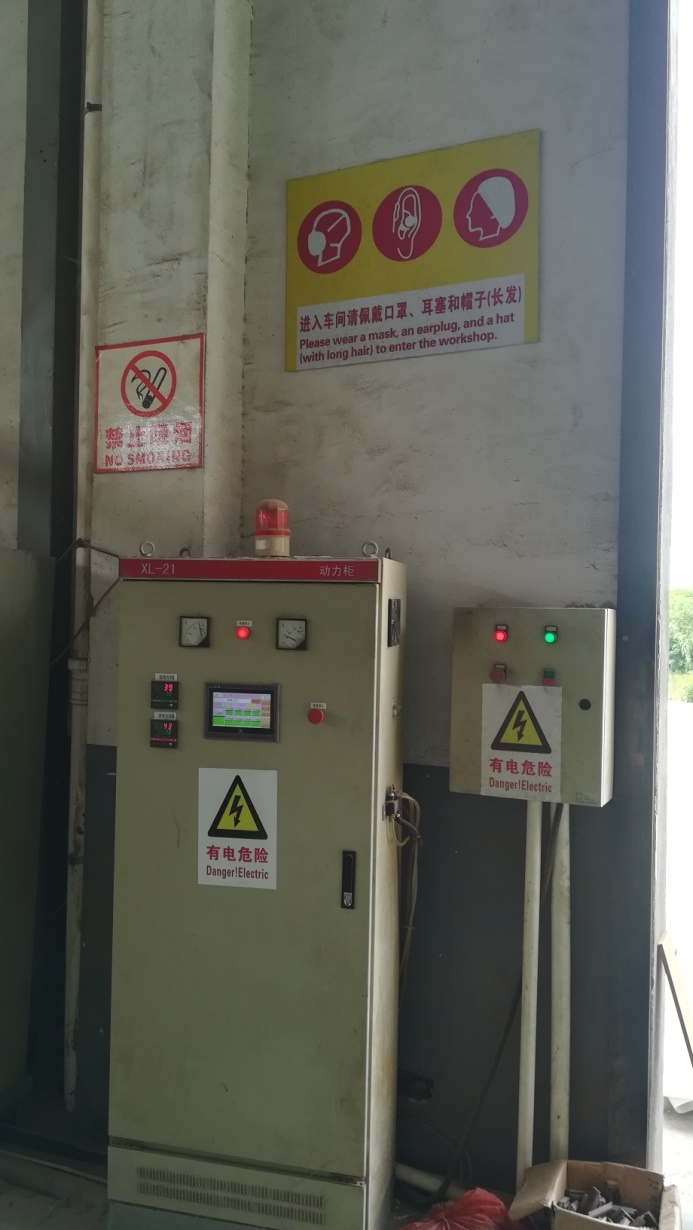 进入车间请佩戴口罩、耳塞和帽子(长发)
Please wear a mask, an earplug, and a hat
(with long hair) to enter the workshop.
禁止吸烟
NO SMOKING
XL-21 动力柜
有电危险
Danger!Electric
有电危险
Danger!Electric